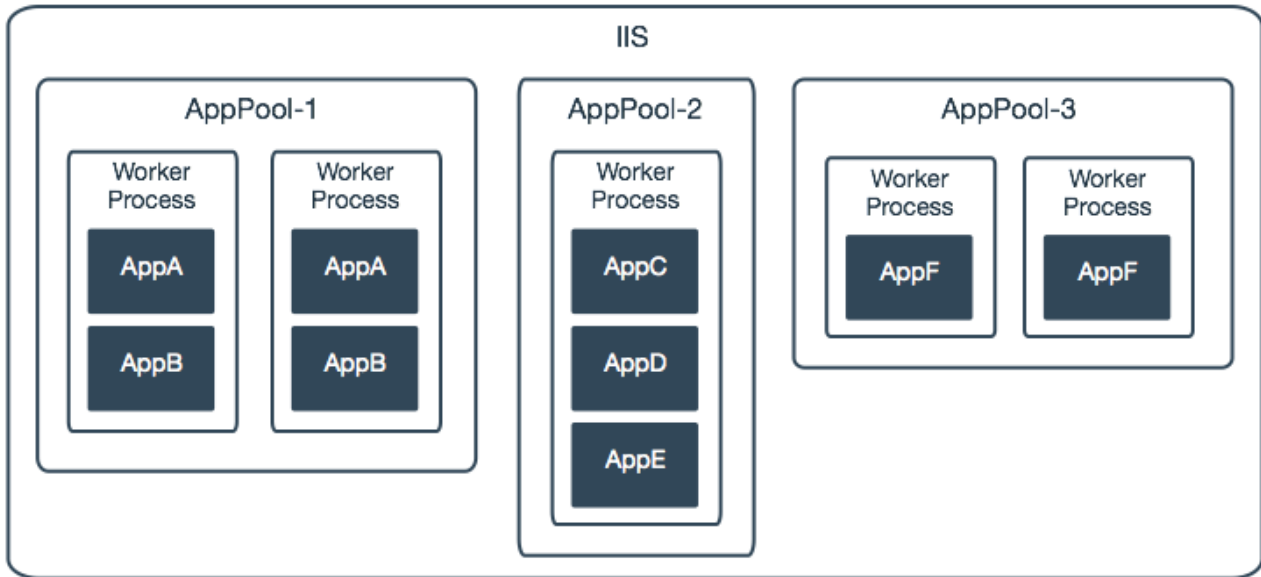 IIS
AppPool-1
Worker
Process
AppA
AppB
Worker
Process
AppA
AppB
AppPool-2
Worker
Process
AppC
AppD
AppE
AppPool-3
Worker
Process
AppF
Worker
Process
AppF